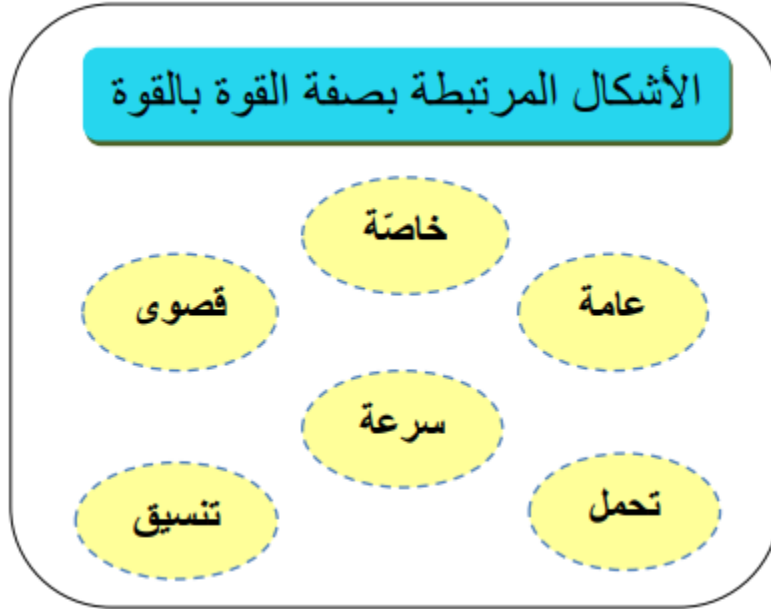 الأشكال المرتبطة بصفة القوة بالقوة
خاصّة
عامة
قصوى
سرعة
تحمل
تنسيق